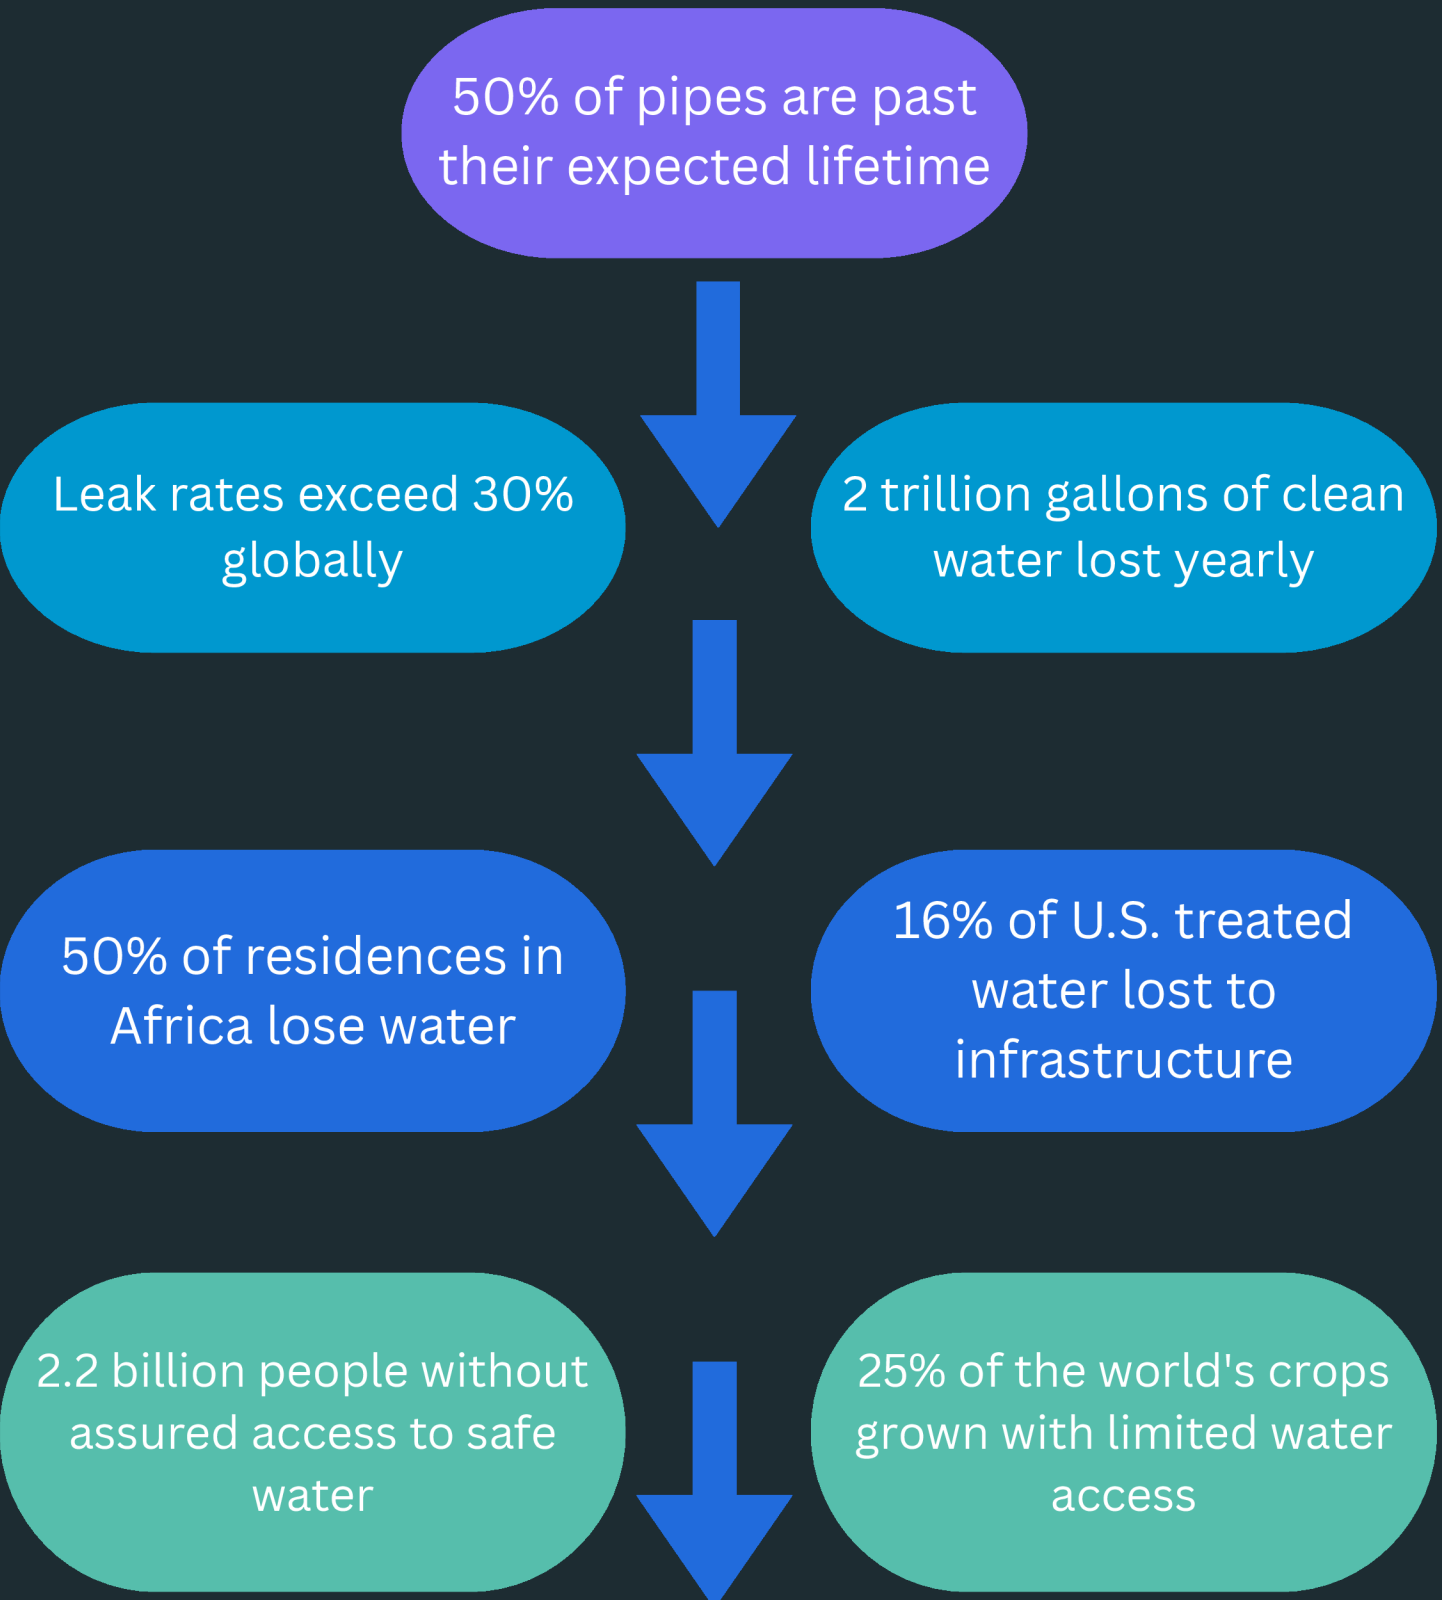 50% of pipes are past
their expected lifetime
Leak rates exceed 30%
globally
2 trillion gallons of clean
water lost yearly
50% of residences in
Africa lose water
16% of U.S. treated
water lost to
infrastructure
2.2 billion people without
assured access to safe
water
25% of the world's crops
grown with limited water
access